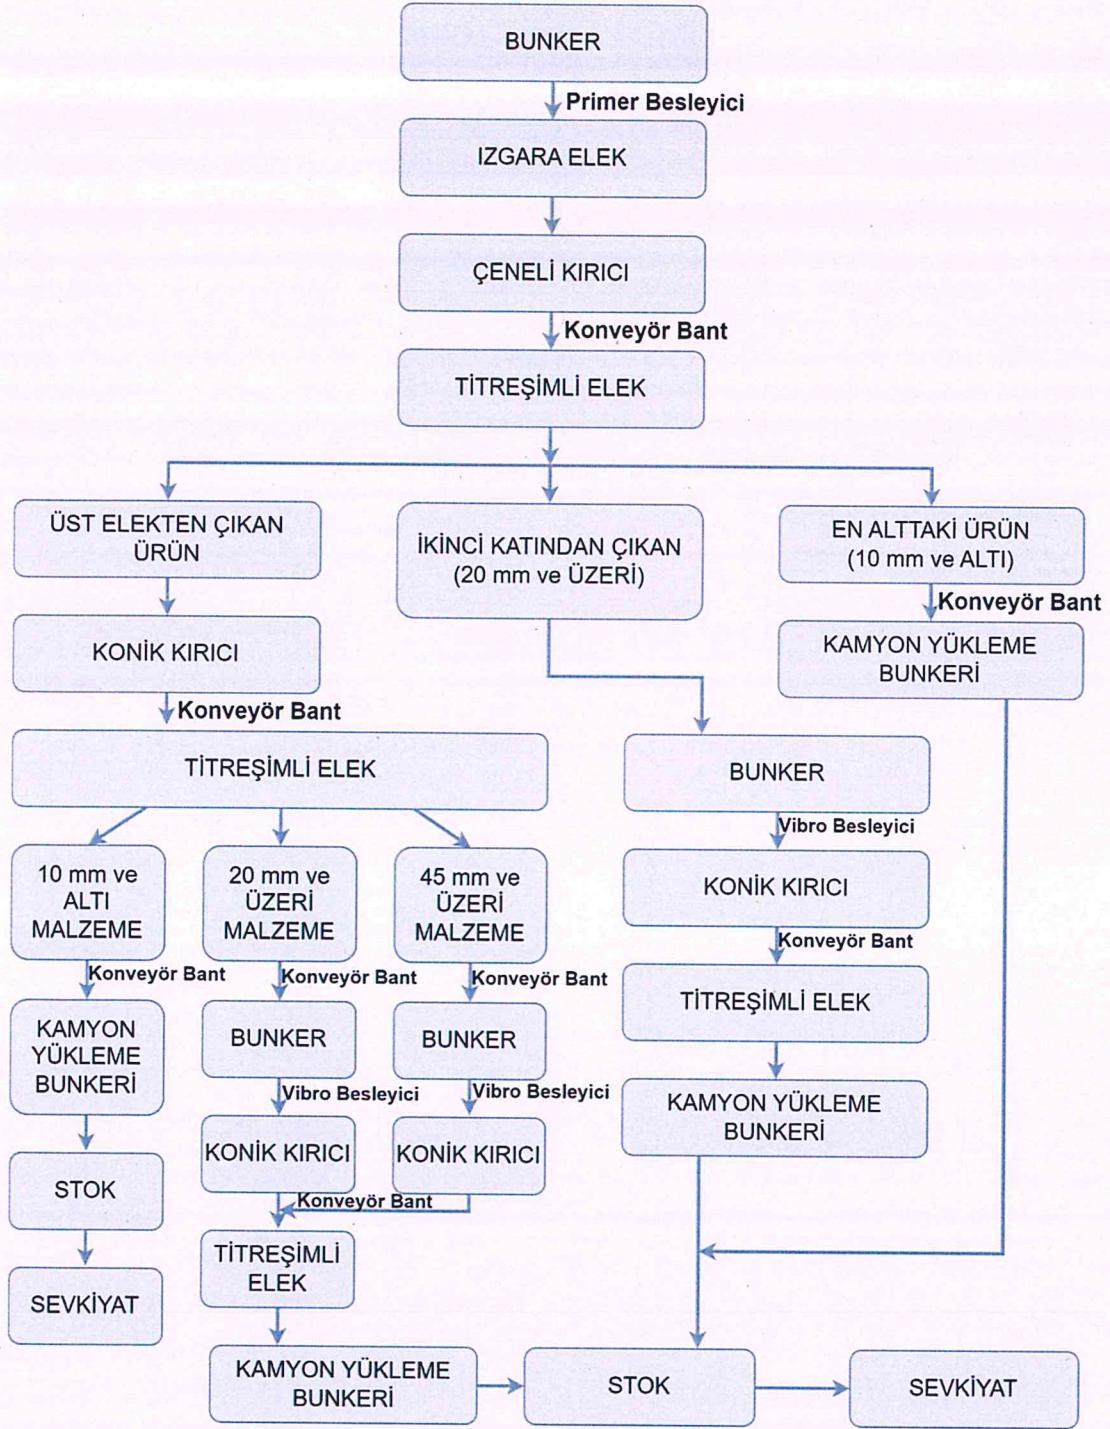 BUNKER
Primer Besleyici
IZGARA ELEK
ÇENELİ KIRICI
Konveyör Bant
TİTREŞİMLİ ELEK
ÜST ELEKTEN ÇIKAN
ÜRÜN
İKİNCİ KATINDAN ÇIKAN
(20 mm ve ÜZERİ)
EN ALTTAKİ ÜRÜN
(10 mm ve ALTI)
Konveyör Bant
KONİK KIRICI
KAMYON YÜKLEME
BUNKERİ
Konveyör Bant
TİTREŞİMLİ ELEK
BUNKER
Vibro Besleyici
10 mm ve
ALTI
MALZEME
20 mm ve
ÜZERİ
MALZEME
45 mm ve
ÜZERİ
MALZEME
KONİK KIRICI
Konveyör Bant
Konveyör Bant
Konveyör Bant
Konveyör Bant
TİTREŞİMLİ ELEK
KAMYON
YÜKLEME
BUNKERİ
BUNKER
BUNKER
Vibro Besleyici
Vibro Besleyici
KAMYON YÜKLEME
BUNKERİ
KONİK KIRICI
KONİK KIRICI
STOK
Konveyör Bant
TİTREŞİMLİ
ELEK
SEVKİYAT
KAMYON YÜKLEME
BUNKERİ
STOK
SEVKİYAT